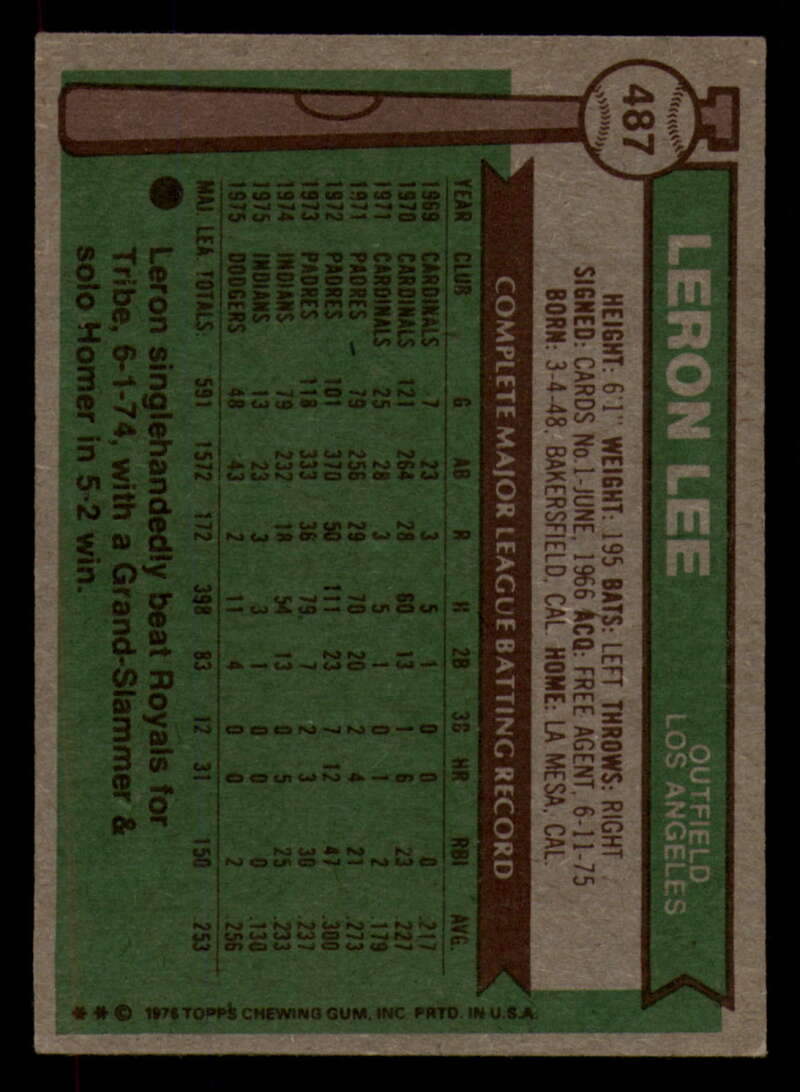 487
LERON LEE
OUTFIELD
LOS ANGELES
HEIGHT: 6'1" WEIGHT: 195 BATS: LEFT THROWS: RIGHT
SIGNED: CARDS No.1-JUNE, 1966 ACQ: FREE AGENT, 6-11-75
BORN: 3-4-48, BAKERSFIELD, CAL. HOME: LA MESA, CAL.
COMPLETE MAJOR LEAGUE BATTING RECORD
YEAR CLUB G AB R H 2B 3B HR RBI AVG.
1969 CARDINALS 7 23 3 5 1 0 0 0 .217
1970 CARDINALS 121 264 28 60 13 1 6 23 .227
1971 CARDINALS 25 28 3 5 1 0 1 2 .179
1971 PADRES 79 256 29 70 20 2 4 21 .273
1972 PADRES 101 370 50 111 23 7 12 47 .300
1973 PADRES 118 333 36 79 7 2 3 30 .237
1974 INDIANS 79 232 18 54 13 0 5 25 .233
1975 INDIANS 13 23 3 3 1 0 0 0 .130
1975 DODGERS 48 43 2 11 4 0 0 2 .256
MAJ. LEA. TOTALS: 591 1572 172 398 83 12 31 150 .253
Leron singlehandedly beat Royals for
Tribe, 6-1-74, with a Grand-Slammer &
solo Homer in 5-2 win.
* * © 1976 TOPPS CHEWING GUM, INC. PRTD. IN U.S.A.